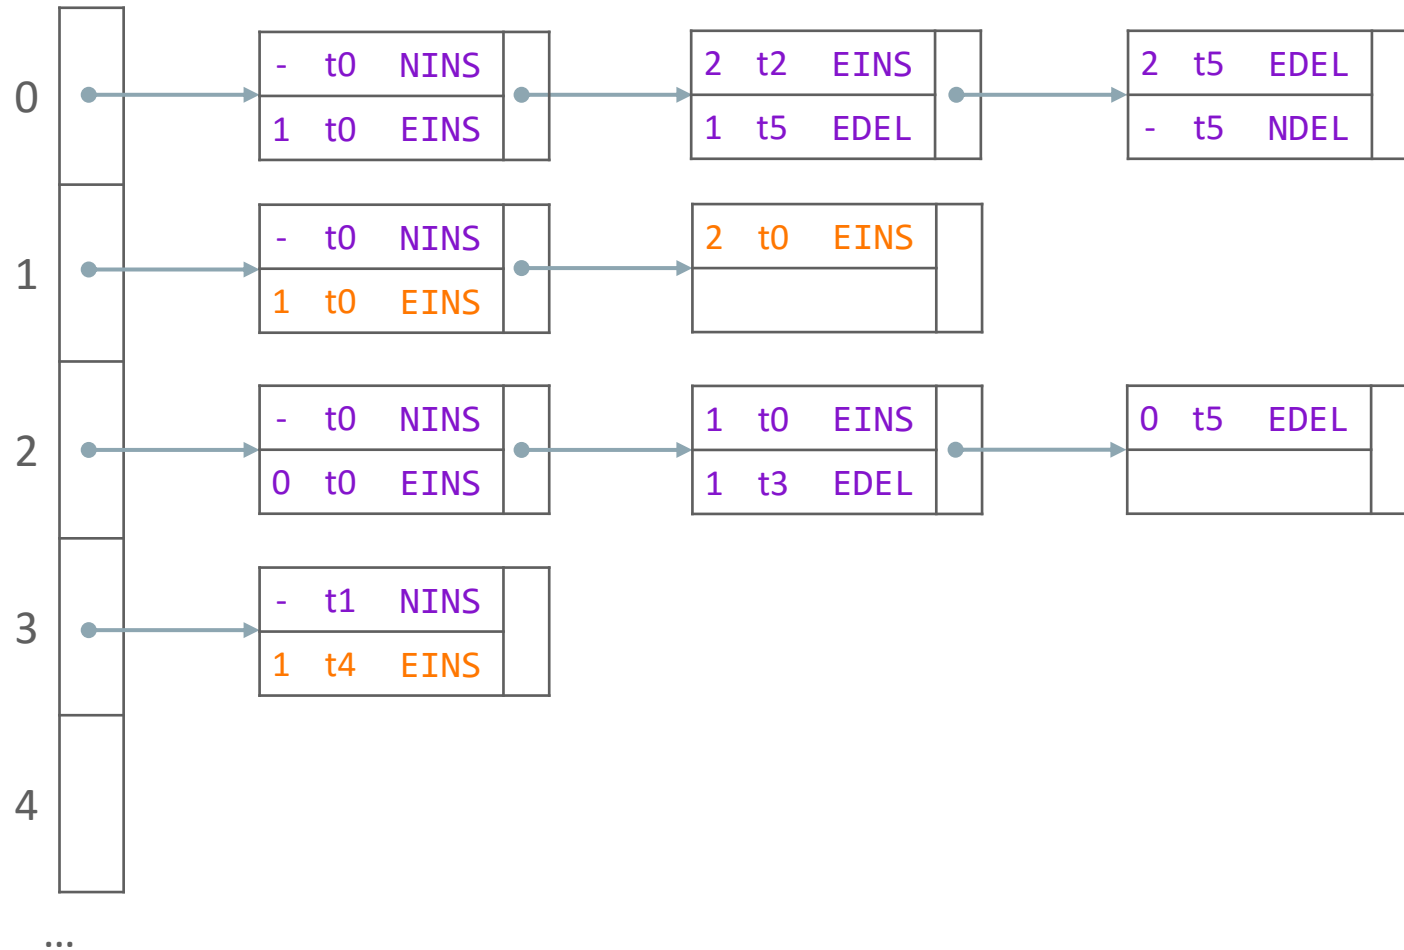 0
- t0 NINS
1 t0 EINS
2 t2 EINS
1 t5 EDEL
2 t5 EDEL
- t5 NDEL
1
- t0 NINS
1 t0 EINS
2 t0 EINS
2
- t0 NINS
0 t0 EINS
1 t0 EINS
1 t3 EDEL
0 t5 EDEL
3
- t1 NINS
1 t4 EINS
4
...